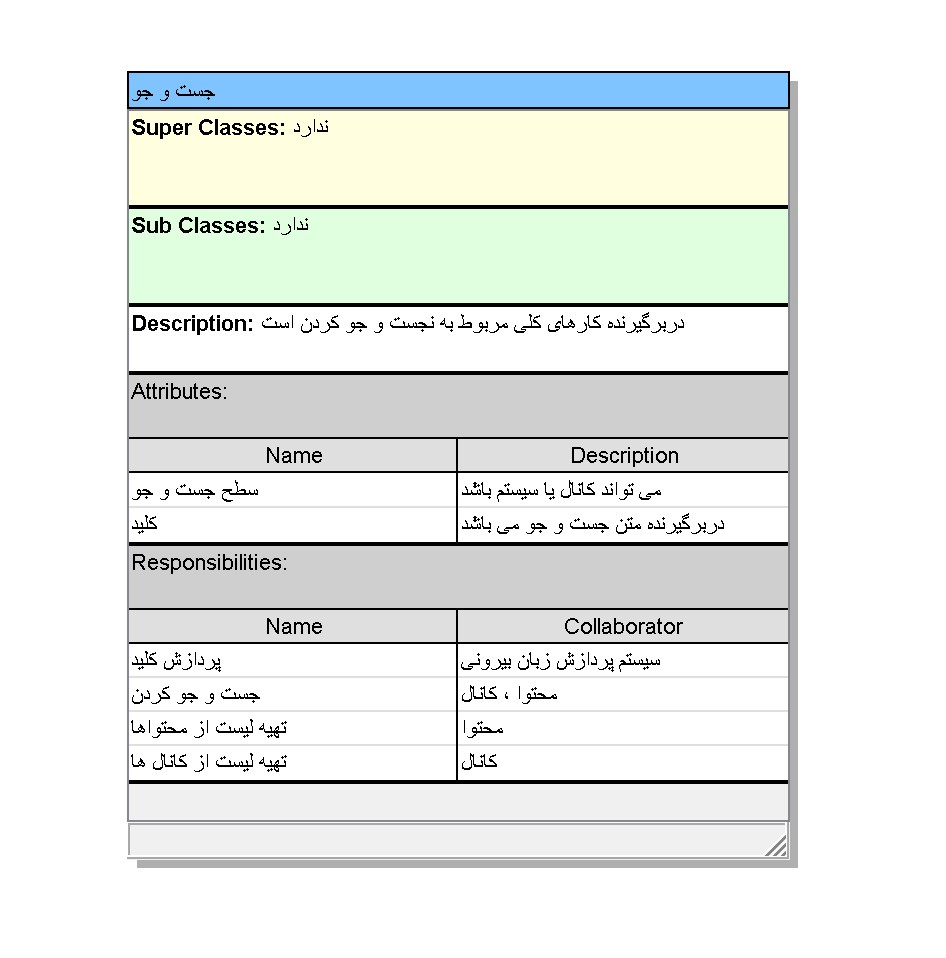 جست و جو
Super Classes: ندارد
Sub Classes: ندارد
Description: دربرگیرنده کارهای کلی مربوط به نجست و جو کردن است
Attributes:
Name Description
سطح جست و جو می تواند کانال یا سیستم باشد
کلید دربرگیرنده متن جست و جو می باشد
Responsibilities:
Name Collaborator
پردازش کلید سیستم پردازش زبان بیرونی
جست و جو کردن محتوا ، کانال
تهیه لیست از محتواها محتوا
تهیه لیست از کانال ها کانال